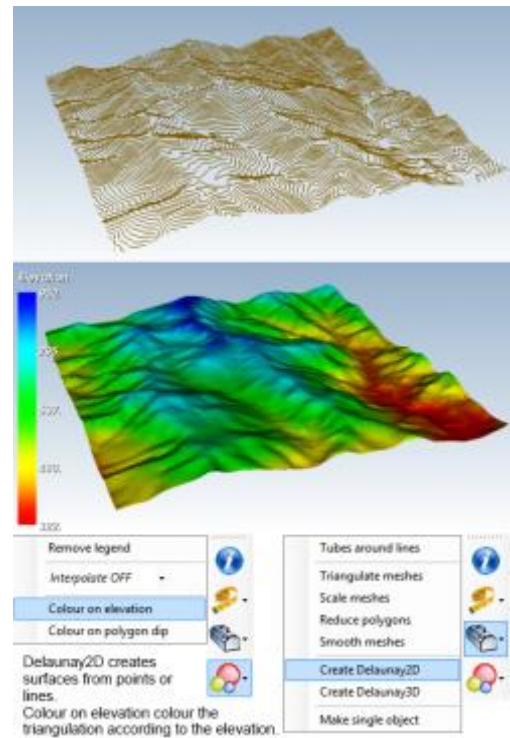 Elevation
Remove legend
Interpolate OFF
Colour on elevation
Colour on polygon dip
Delaunay2D creates
surfaces from points or
lines.
Colour on elevation colour the
triangulation according to the elevation.
Tubes around lines
Triangulate meshes
Scale meshes
Reduce polygons
Smooth meshes
Create Delaunay2D
Create Delaunay3D
Make single object